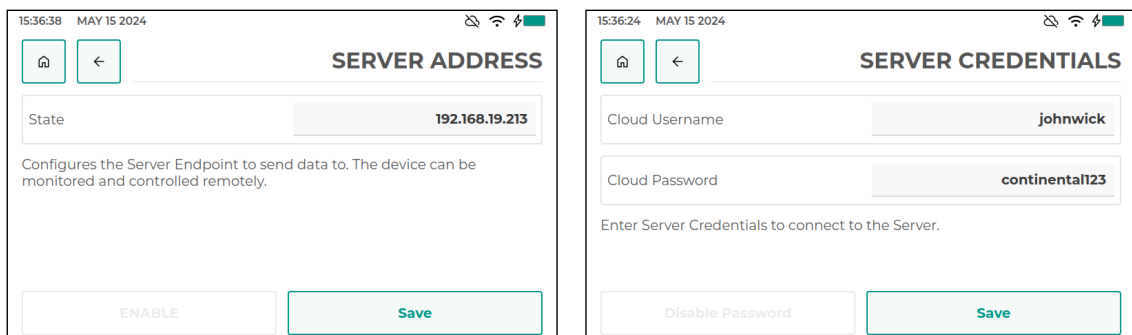 15:36:38 MAY 15 2024
SERVER ADDRESS
State 192.168.19.213
Configures the Server Endpoint to send data to. The device can be
monitored and controlled remotely.
ENABLE Save
15:36:24 MAY 15 2024
SERVER CREDENTIALS
Cloud Username johnwick
Cloud Password continental123
Enter Server Credentials to connect to the Server.
Disable Password Save